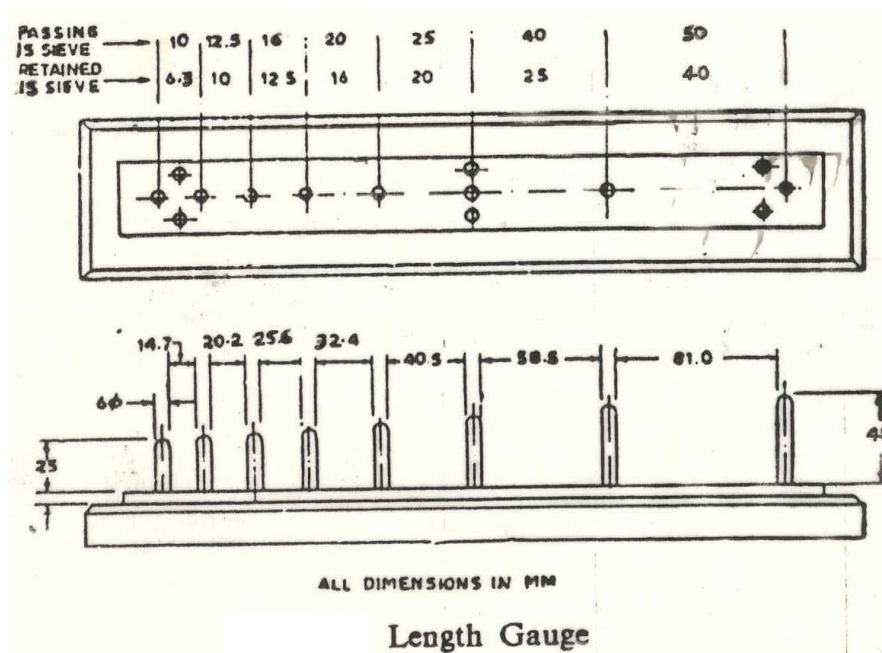 PASSING
IS SIEVE
10 12.5 16 20 25 40 50
RETAINED
IS SIEVE
6.3 10 12.5 16 20 25 40
14.7 20.2 25.6 32.4 40.5 58.5 81.0
6ϕ
25
ALL DIMENSIONS IN MM
Length Gauge